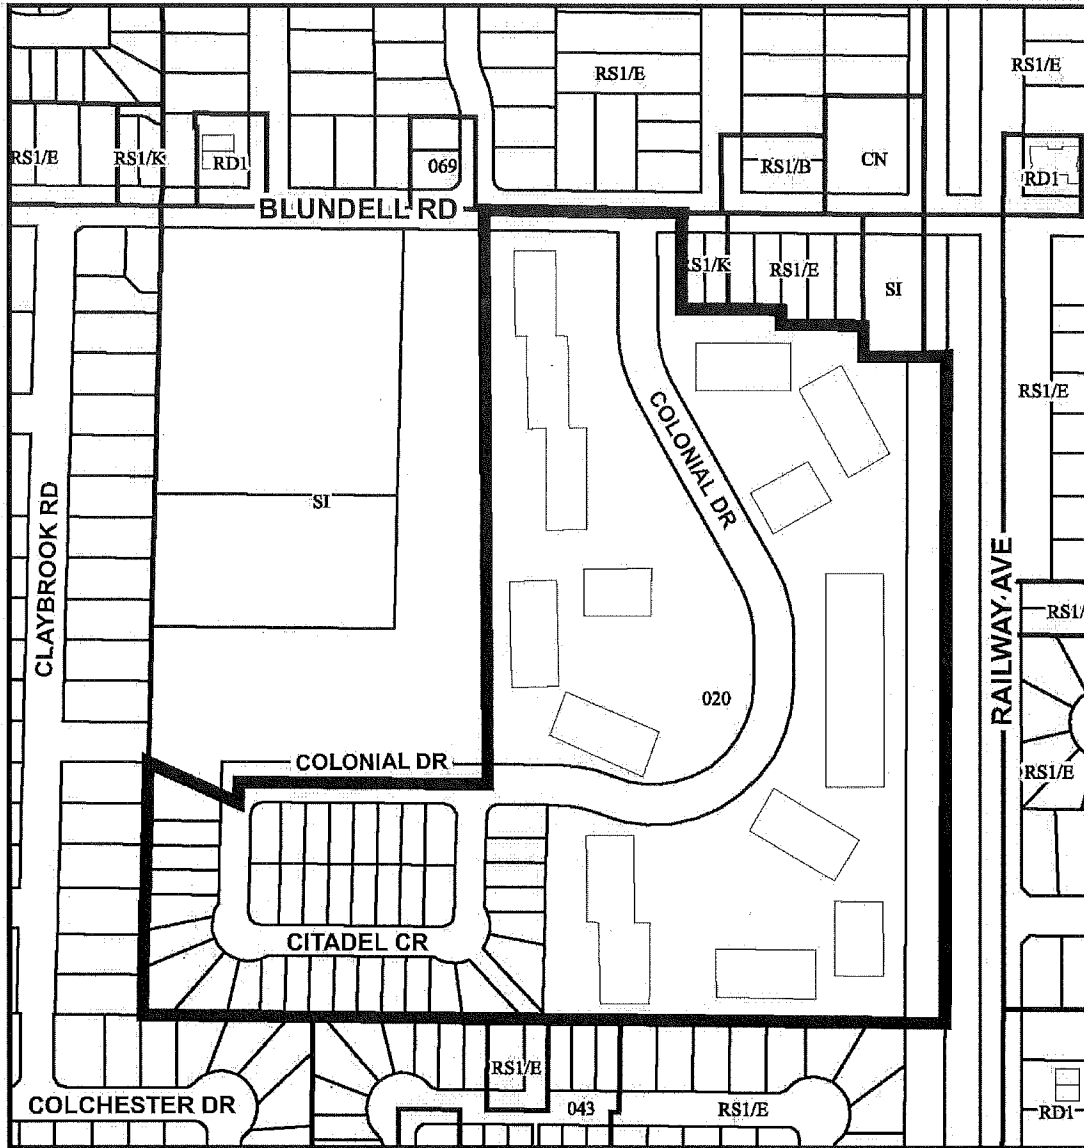 RS1/E
RS1/E
RS1/E
RS1/K
RD1
069
RS1/B
CN
RD1
BLUNDELL RD
RS1/K
RS1/E
SI
RS1/E
COLONIAL DR
CLAYBROOK RD
SI
RAILWAY AVE
RS1/
020
COLONIAL DR
RS1/E
CITADEL CR
RS1/E
COLCHESTER DR
043
RS1/E
RD1